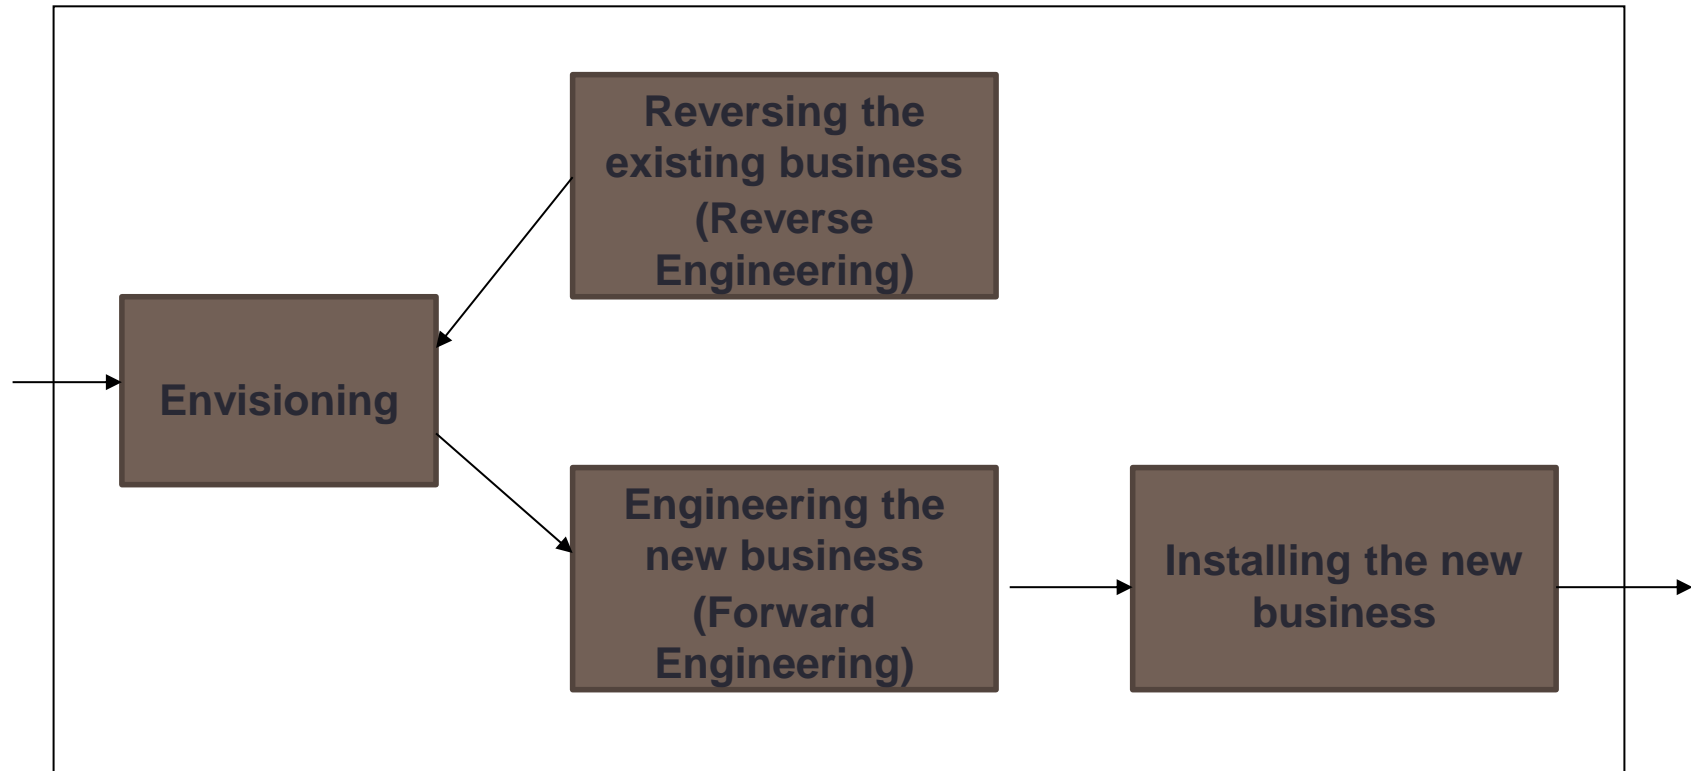 Reversing the
existing business
(Reverse
Engineering)
Envisioning
Engineering the
new business
(Forward
Engineering)
Installing the new
business